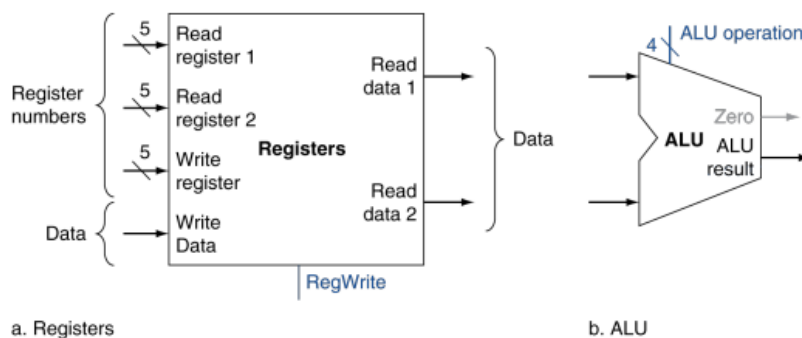 5
Read
register 1
5
Read
register 2
5
Write
register
Write
Data
Register
numbers
Data
Registers
Read
data 1
Read
data 2
Data
RegWrite
a. Registers
4
ALU operation
Zero
ALU
ALU
result
b. ALU